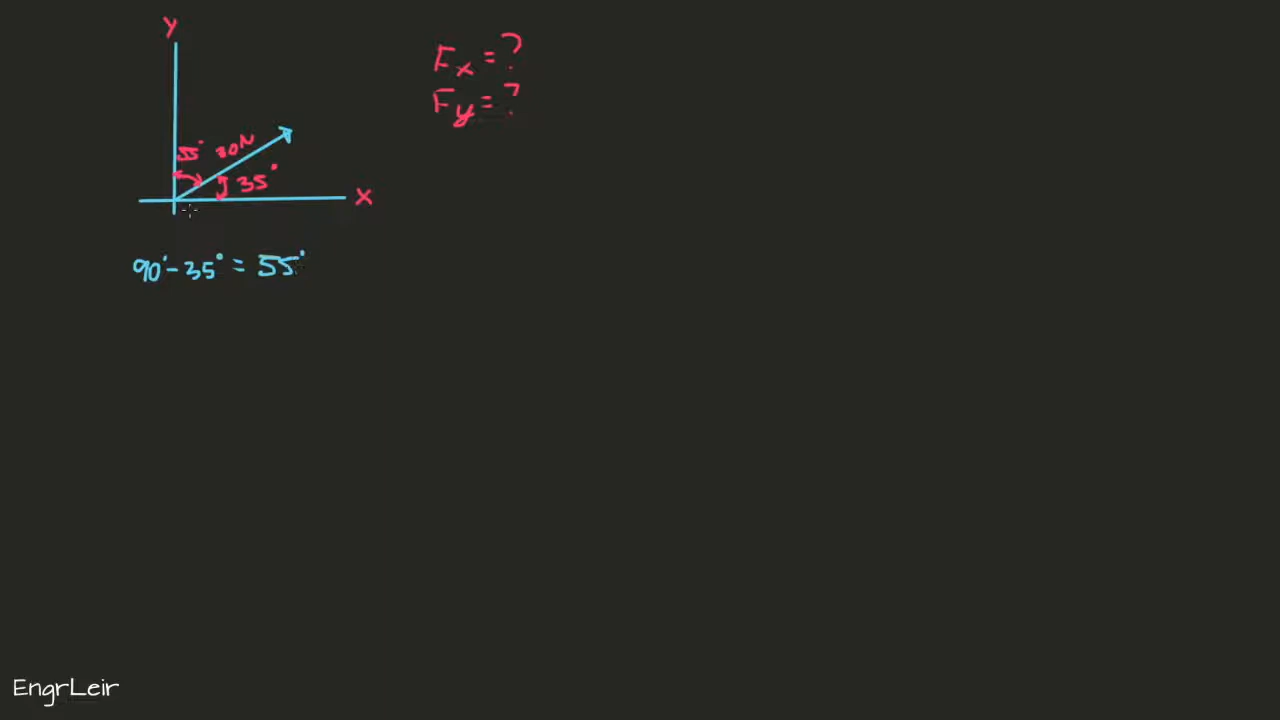 Y
Fx = ?
Fy = ?
55° 30N
35°
X
90° - 35° = 55°
EngrLeir